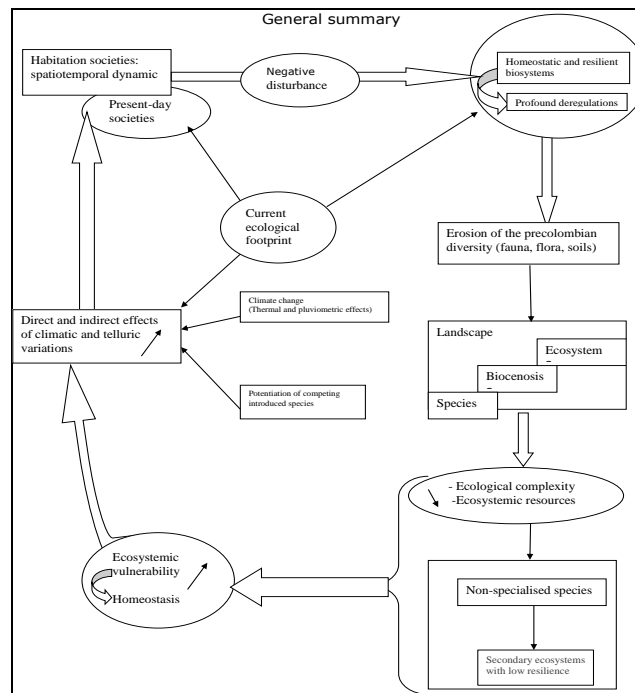 General summary
Habitation societies:
spatiotemporal dynamic
Negative
disturbance
Homeostatic and resilient
biosystems
Profound deregulations
Present-day
societies
Current
ecological
footprint
Erosion of the precolombian
diversity (fauna, flora, soils)
Direct and indirect effects
of climatic and telluric
variations
Climate change
(Thermal and pluviometric effects)
Potentiation of competing
introduced species
Landscape
Ecosystem
Biocenosis
Species
- Ecological complexity
-Ecosystemic resources
Ecosystemic
vulnerability
Homeostasis
Non-specialised species
Secondary ecosystems
with low resilience